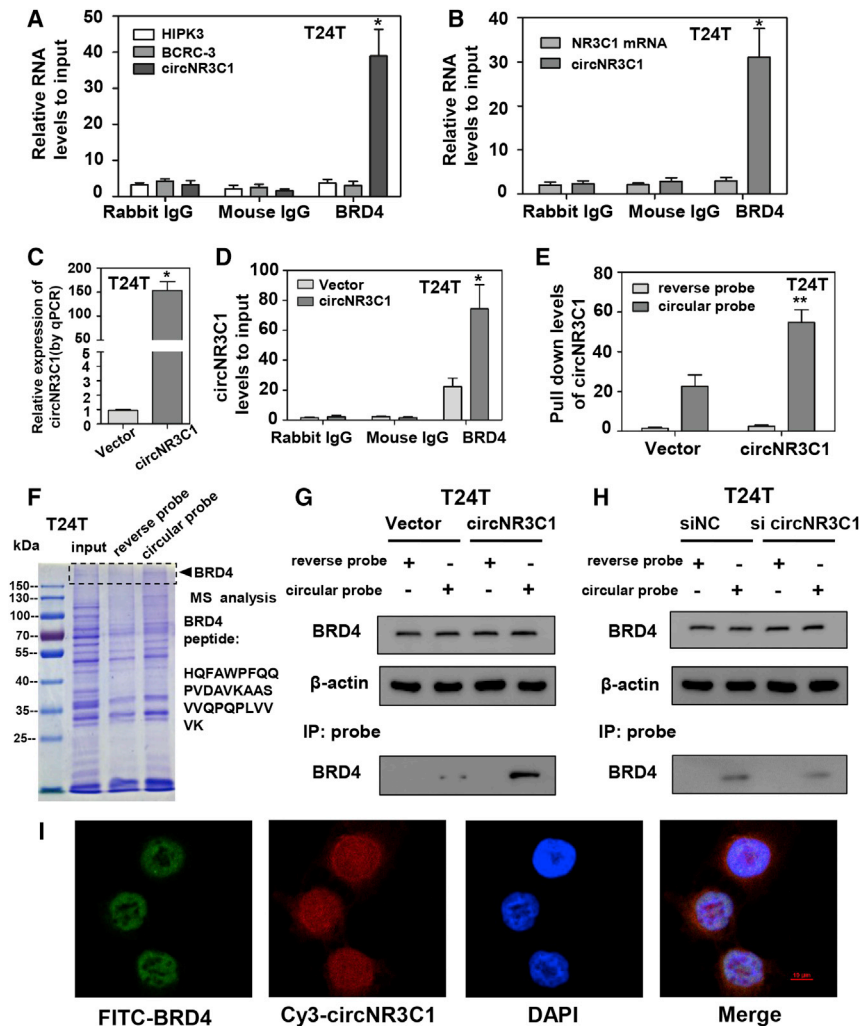 A
Relative RNA
levels to input
50
40
30
20
10
0
HIPK3
BCRC-3
circNR3C1
T24T
*
Rabbit IgG
Mouse IgG
BRD4
B
Relative RNA
levels to input
40
30
20
10
0
NR3C1 mRNA
circNR3C1
T24T
*
Rabbit IgG
Mouse IgG
BRD4
C
Relative expression of
circNR3C1(by qPCR)
200
150
100
50
5
4
3
2
1
0
T24T
*
Vector
circNR3C1
D
circNR3C1
levels to input
100
80
60
40
20
0
Vector
circNR3C1
T24T
*
Rabbit IgG
Mouse IgG
BRD4
E
Pull down levels
of circNR3C1
80
60
40
20
0
reverse probe
circular probe
T24T
**
Vector
circNR3C1
F
T24T
kDa
input
reverse probe
circular probe
150--
130--
100--
70--
55--
40--
35--
25--
BRD4
MS analysis
BRD4
peptide:
HQFAWPFQQ
PVDAVKAAS
VVQPQPLVV
VK
G
T24T
Vector circNR3C1
reverse probe + - + -
circular probe - + - +
BRD4
β-actin
IP: probe
BRD4
H
T24T
siNC si circNR3C1
reverse probe + - + -
circular probe - + - +
BRD4
β-actin
IP: probe
BRD4
I
10 μm
FITC-BRD4
Cy3-circNR3C1
DAPI
Merge